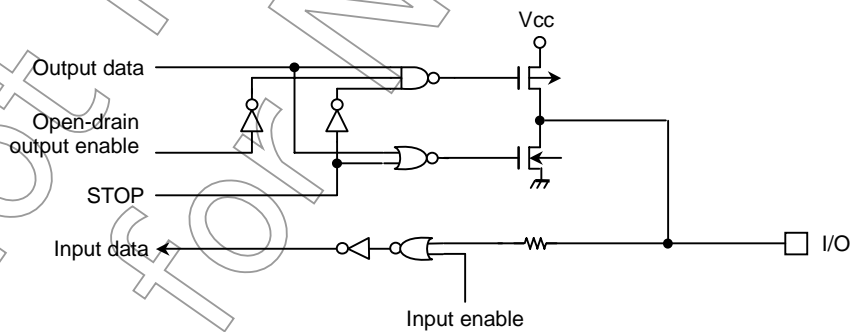 Vcc
Output data
Open-drain
output enable
STOP
Input data
I/O
Input enable